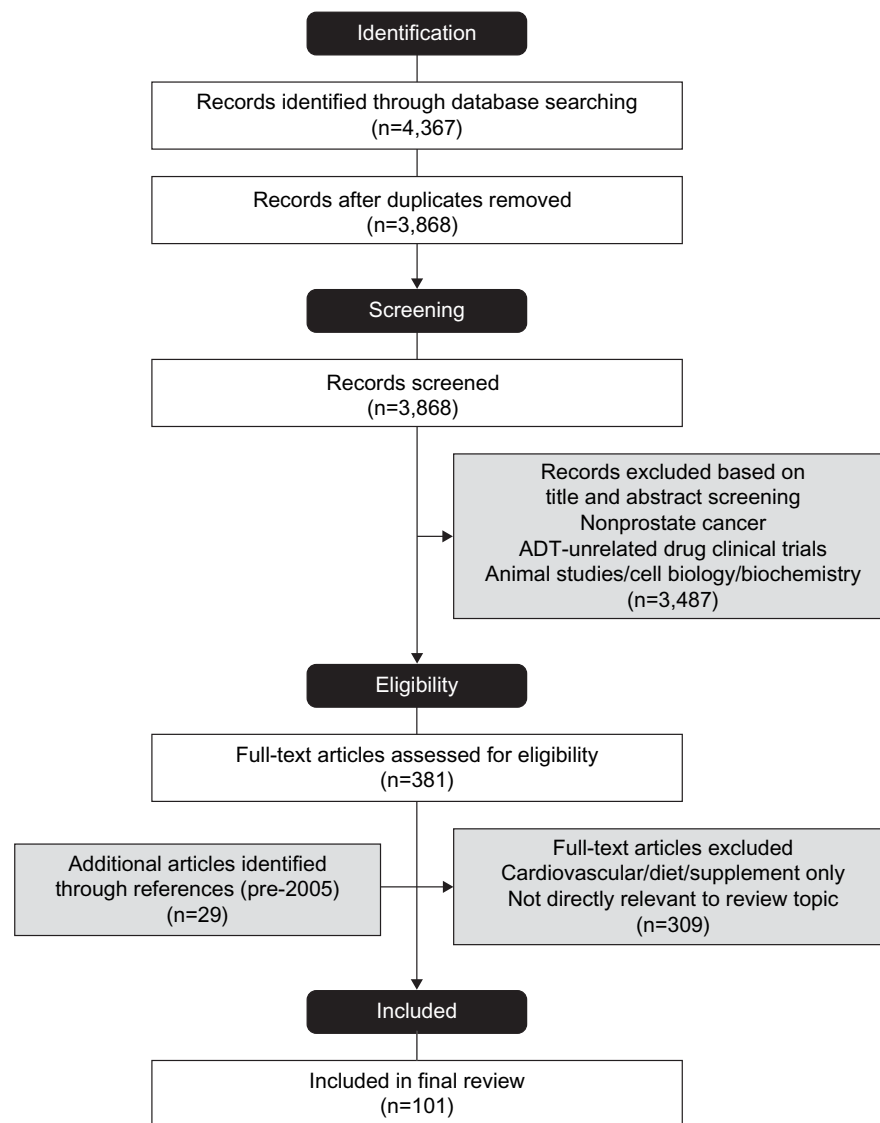 Identification
Records identified through database searching
(n=4,367)
Records after duplicates removed
(n=3,868)
Screening
Records screened
(n=3,868)
Records excluded based on
title and abstract screening
Nonprostate cancer
ADT-unrelated drug clinical trials
Animal studies/cell biology/biochemistry
(n=3,487)
Eligibility
Full-text articles assessed for eligibility
(n=381)
Additional articles identified
through references (pre-2005)
(n=29)
Full-text articles excluded
Cardiovascular/diet/supplement only
Not directly relevant to review topic
(n=309)
Included
Included in final review
(n=101)